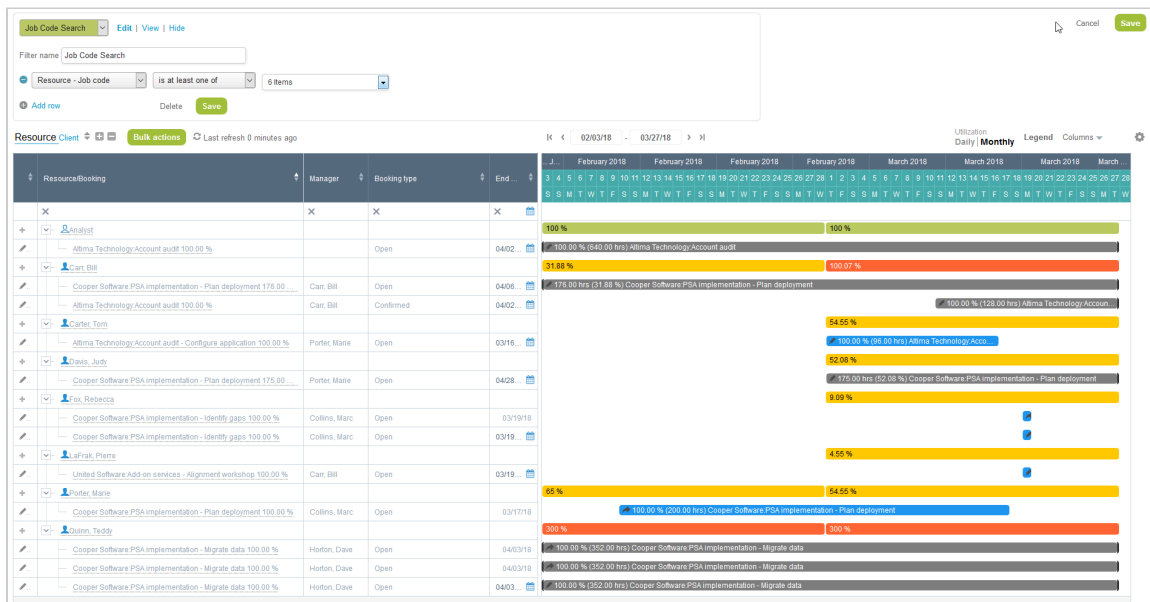 Job Code Search Edit | View | Hide Cancel Save
Filter name Job Code Search
Resource - Job code is at least one of 6 Items
Add row Delete Save
Resource Client Bulk actions Last refresh 0 minutes ago 02/03/18 - 03/27/18 Utilization Daily | Monthly Legend Columns
Resource/Booking Manager Booking type End ...
... J... February 2018 February 2018 February 2018 February 2018 March 2018 March 2018 March 2018 March ...
3 4 5 6 7 8 9 10 11 12 13 14 15 16 17 18 19 20 21 22 23 24 25 26 27 28 1 2 3 4 5 6 7 8 9 10 11 12 13 14 15 16 17 18 19 20 21 22 23 24 25 26 27 28
S S M T W T F S S M T W T F S S M T W T F S S M T W T F S S M T W T F S S M T W T F S S M T W T F S S M T W
Analyst 100 % 100 %
Altima Technology:Account audit 100.00 % Open 04/02... 100.00 % (640.00 hrs) Altima Technology:Account audit
Carr, Bill 31.88 % 100.07 %
Cooper Software:PSA implementation - Plan deployment 176.00 ... Carr, Bill Open 04/06... 176.00 hrs (31.88 %) Cooper Software:PSA implementation - Plan deployment
Altima Technology:Account audit 100.00 % Carr, Bill Confirmed 04/02... 100.00 % (128.00 hrs) Altima Technology:Accoun...
Carter, Tom 54.55 %
Altima Technology:Account audit - Configure application 100.00 % Porter, Marie Open 03/16... 100.00 % (96.00 hrs) Altima Technology:Acco...
Davis, Judy 52.08 %
Cooper Software:PSA implementation - Plan deployment 175.00 ... Porter, Marie Open 04/28... 175.00 hrs (52.08 %) Cooper Software:PSA implementation - Plan deployment
Fox, Rebecca 9.09 %
Cooper Software:PSA implementation - Identify gaps 100.00 % Collins, Marc Open 03/19/18
Cooper Software:PSA implementation - Identify gaps 100.00 % Collins, Marc Open 03/19...
LaFrak, Pierre 4.55 %
United Software:Add-on services - Alignment workshop 100.00 % Carr, Bill Open 03/19...
Porter, Marie 65 % 54.55 %
Cooper Software:PSA implementation - Plan deployment 100.00 % Collins, Marc Open 03/17/18 100.00 % (200.00 hrs) Cooper Software:PSA implementation - Plan deployment
Quinn, Teddy 300 % 300 %
Cooper Software:PSA implementation - Migrate data 100.00 % Horton, Dave Open 04/03/18 100.00 % (352.00 hrs) Cooper Software:PSA implementation - Migrate data
Cooper Software:PSA implementation - Migrate data 100.00 % Horton, Dave Open 04/03/18 100.00 % (352.00 hrs) Cooper Software:PSA implementation - Migrate data
Cooper Software:PSA implementation - Migrate data 100.00 % Horton, Dave Open 04/03... 100.00 % (352.00 hrs) Cooper Software:PSA implementation - Migrate data